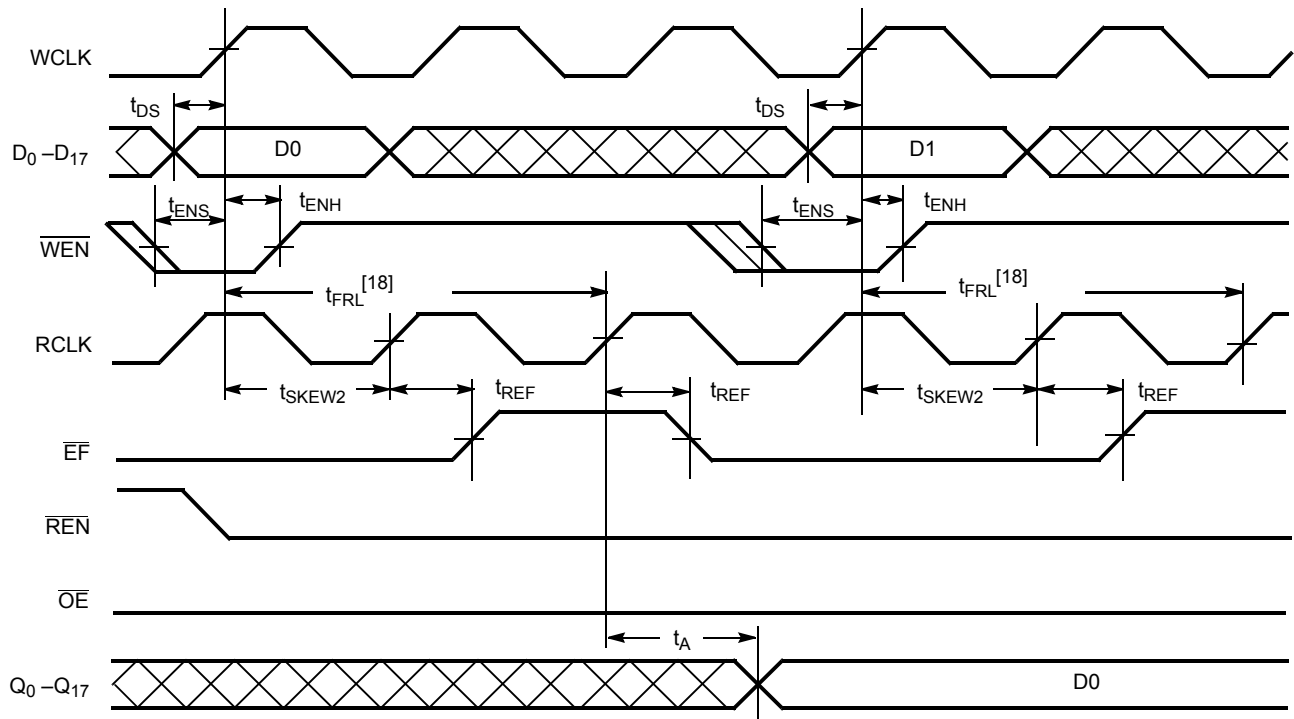 WCLK
tDS tDS
D0 –D17 D0 D1
tENS tENH tENS tENH
WEN
tFRL[18] tFRL[18]
RCLK
tSKEW2 tREF tREF tSKEW2 tREF
EF
REN
OE
tA
Q0 –Q17 D0